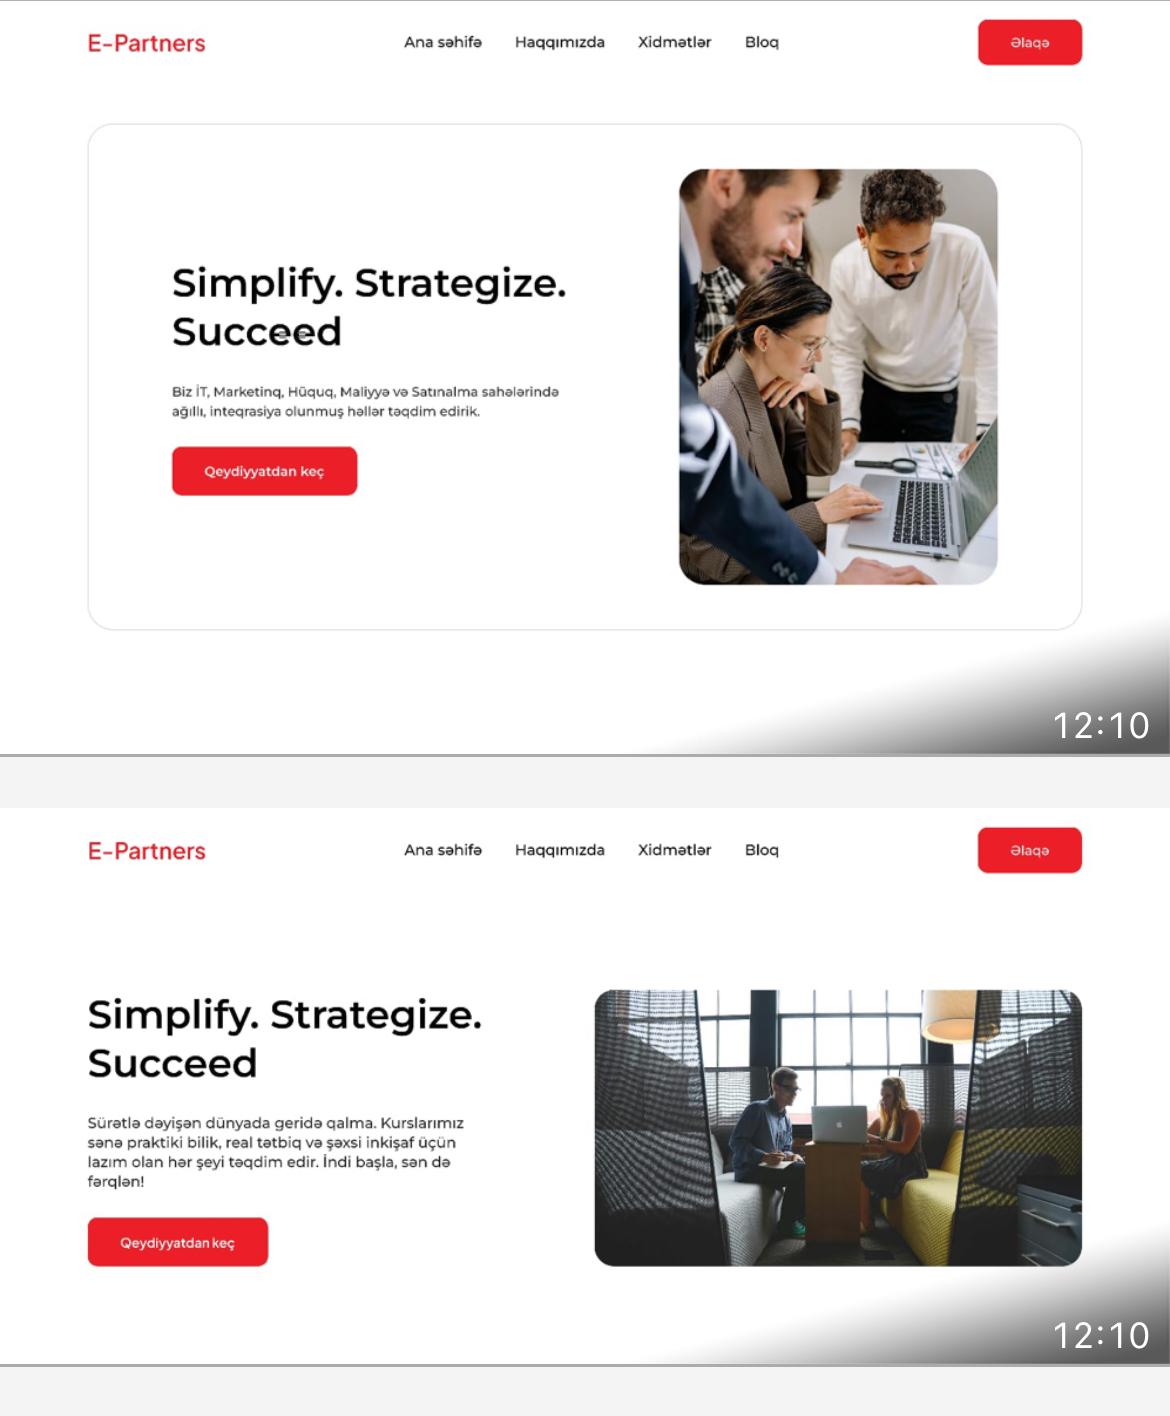 E-Partners
Ana səhifə Haqqımızda Xidmətlər Bloq
Əlaqə
Simplify. Strategize.
Succeed
Biz İT, Marketinq, Hüquq, Maliyyə və Satınalma sahələrində
ağıllı, inteqrasiya olunmuş həllər təqdim edirik.
Qeydiyyatdan keç
12:10
E-Partners
Ana səhifə Haqqımızda Xidmətlər Bloq
Əlaqə
Simplify. Strategize.
Succeed
Sürətlə dəyişən dünyada geridə qalma. Kurslarımız
sənə praktiki bilik, real tətbiq və şəxsi inkişaf üçün
lazım olan hər şeyi təqdim edir. İndi başla, sən də
fərqlən!
Qeydiyyatdan keç
12:10